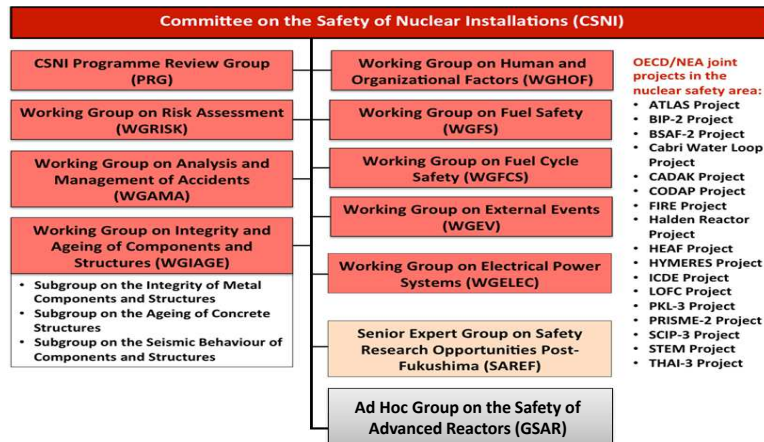 Committee on the Safety of Nuclear Installations (CSNI)
CSNI Programme Review Group
(PRG)
Working Group on Risk Assessment
(WGRISK)
Working Group on Analysis and
Management of Accidents
(WGAMA)
Working Group on Integrity and
Ageing of Components and
Structures (WGIAGE)
• Subgroup on the Integrity of Metal
Components and Structures
• Subgroup on the Ageing of Concrete
Structures
• Subgroup on the Seismic Behaviour of
Components and Structures
Working Group on Human and
Organizational Factors (WGHOF)
Working Group on Fuel Safety
(WGFS)
Working Group on Fuel Cycle
Safety (WGFCS)
Working Group on External Events
(WGEV)
Working Group on Electrical Power
Systems (WGELEC)
Senior Expert Group on Safety
Research Opportunities Post-
Fukushima (SAREF)
Ad Hoc Group on the Safety of
Advanced Reactors (GSAR)
OECD/NEA joint
projects in the
nuclear safety area:
• ATLAS Project
• BIP-2 Project
• BSAF-2 Project
• Cabri Water Loop
Project
• CADAK Project
• CODAP Project
• FIRE Project
• Halden Reactor
Project
• HEAF Project
• HYMERES Project
• ICDE Project
• LOFC Project
• PKL-3 Project
• PRISME-2 Project
• SCIP-3 Project
• STEM Project
• THAI-3 Project